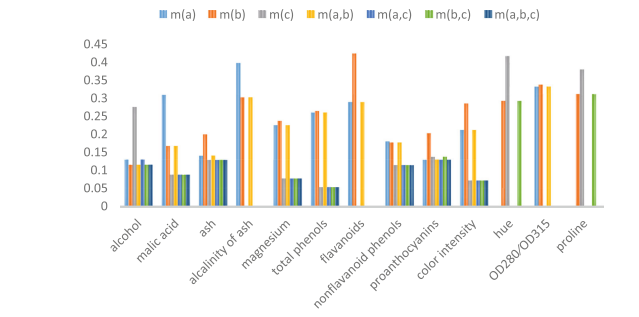 m(a) m(b) m(c) m(a,b) m(a,c) m(b,c) m(a,b,c)
0.45
0.4
0.35
0.3
0.25
0.2
0.15
0.1
0.05
0
alcohol
malic acid
ash
alcalinity of ash
magnesium
total phenols
flavanoids
nonflavanoid phenols
proanthocyanins
color intensity
hue
OD280/OD315
proline